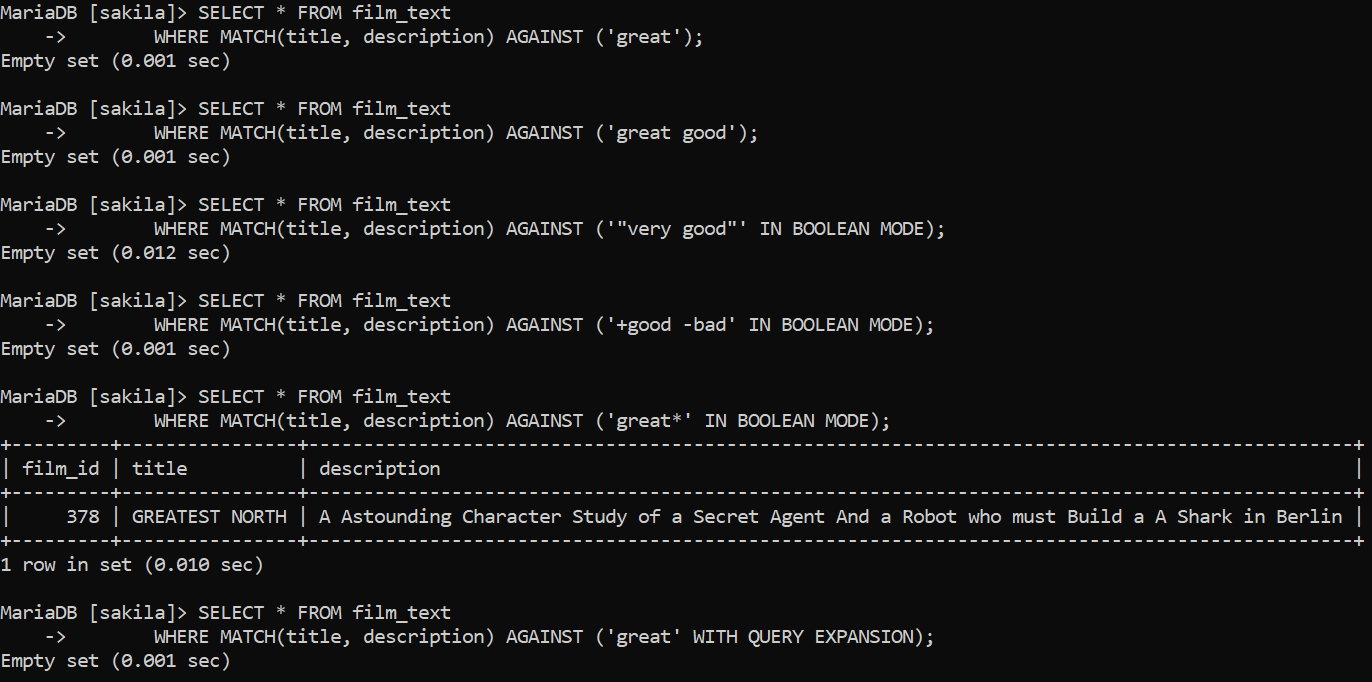 MariaDB [sakila]> SELECT * FROM film_text
    ->        WHERE MATCH(title, description) AGAINST ('great');
Empty set (0.001 sec)

MariaDB [sakila]> SELECT * FROM film_text
    ->        WHERE MATCH(title, description) AGAINST ('great good');
Empty set (0.001 sec)

MariaDB [sakila]> SELECT * FROM film_text
    ->        WHERE MATCH(title, description) AGAINST ('"very good"' IN BOOLEAN MODE);
Empty set (0.012 sec)

MariaDB [sakila]> SELECT * FROM film_text
    ->        WHERE MATCH(title, description) AGAINST ('+good -bad' IN BOOLEAN MODE);
Empty set (0.001 sec)

MariaDB [sakila]> SELECT * FROM film_text
    ->        WHERE MATCH(title, description) AGAINST ('great*' IN BOOLEAN MODE);
+---------+----------------+-----------------------------------------------------------------------------------------------+
| film_id | title          | description                                                                                   |
+---------+----------------+-----------------------------------------------------------------------------------------------+
|     378 | GREATEST NORTH | A Astounding Character Study of a Secret Agent And a Robot who must Build a A Shark in Berlin |
+---------+----------------+-----------------------------------------------------------------------------------------------+
1 row in set (0.010 sec)

MariaDB [sakila]> SELECT * FROM film_text
    ->        WHERE MATCH(title, description) AGAINST ('great' WITH QUERY EXPANSION);
Empty set (0.001 sec)